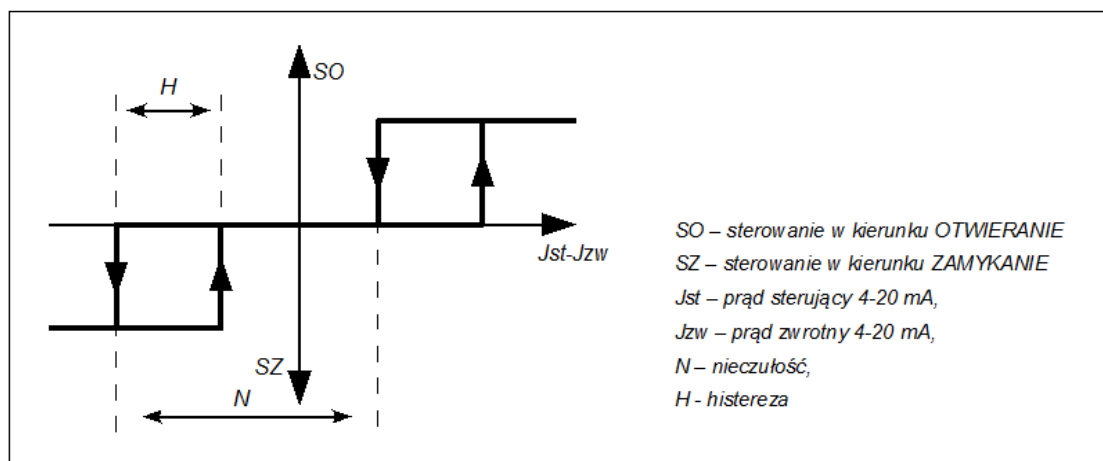 H
SO
Jst-Jzw
SZ
N
SO – sterowanie w kierunku OTWIERANIE
SZ – sterowanie w kierunku ZAMYKANIE
Jst – prąd sterujący 4-20 mA,
Jzw – prąd zwrotny 4-20 mA,
N – nieczułość,
H - histereza